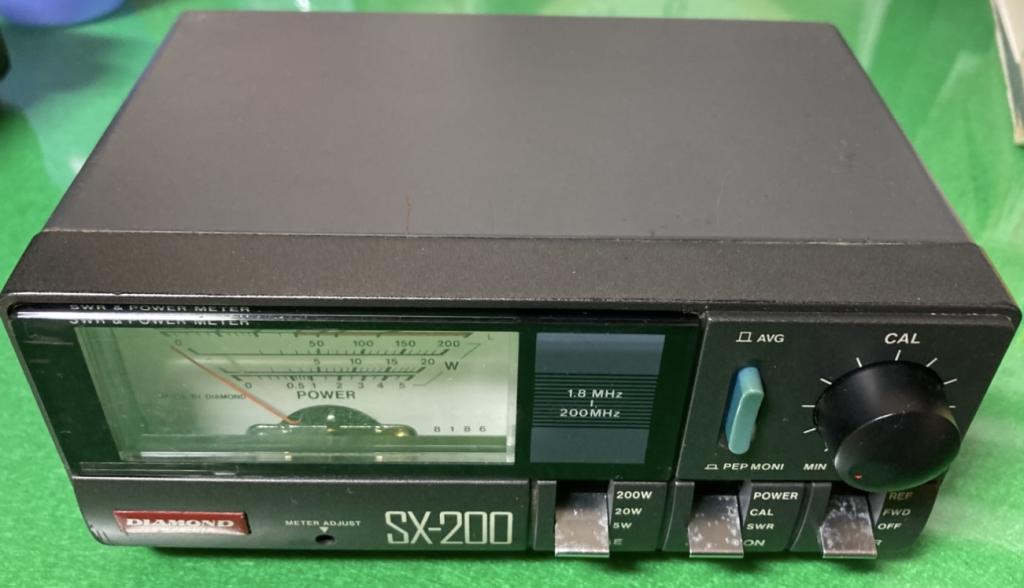 SWR & POWER METER
SWR & POWER METER
0 50 100 150 200
5 10 15 20 W
0 0.5 1 2 3 4 5
DIAMOND
POWER
8186
1.8 MHz
200MHz
AVG
PEP MONI
CAL
MIN
DIAMOND
METER ADJUST
SX-200
200W
20W
5W
POWER
CAL
SWR
REF
FWD
OFF